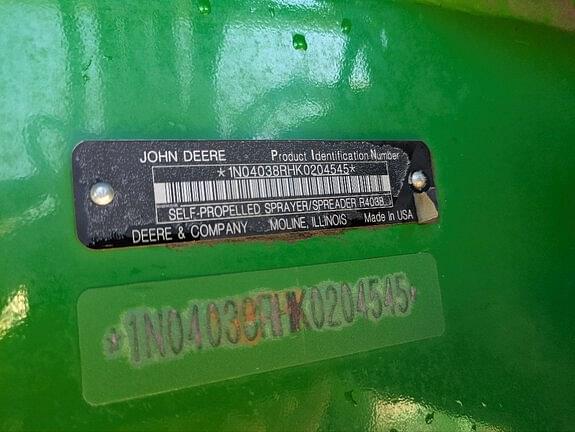 JOHN DEERE Product Identification Number
*1N04038RHK0204545*
SELF-PROPELLED SPRAYER/SPREADER R4038
DEERE & COMPANY MOLINE, ILLINOIS Made in USA
*1N04038RHK0204545*